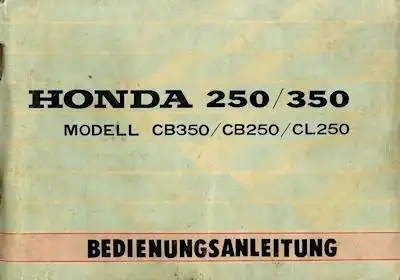 HONDA 250/350
MODELL CB350/CB250/CL250
BEDIENUNGSANLEITUNG